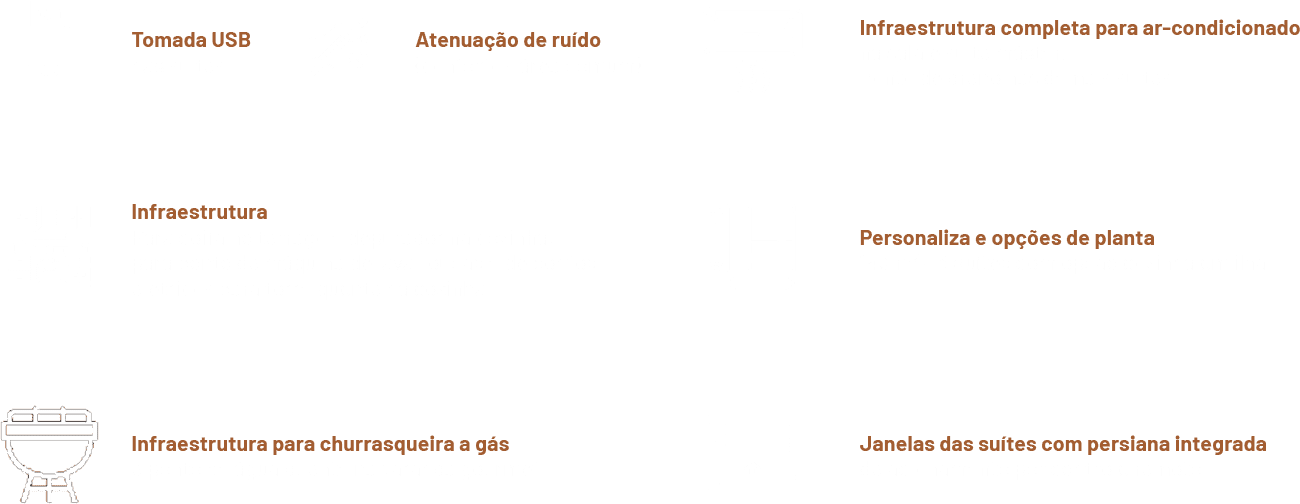 Tomada USB
Atenuação de ruído
Infraestrutura completa para ar-condicionado
Infraestrutura
Personaliza e opções de planta
Infraestrutura para churrasqueira a gás
Janelas das suítes com persiana integrada